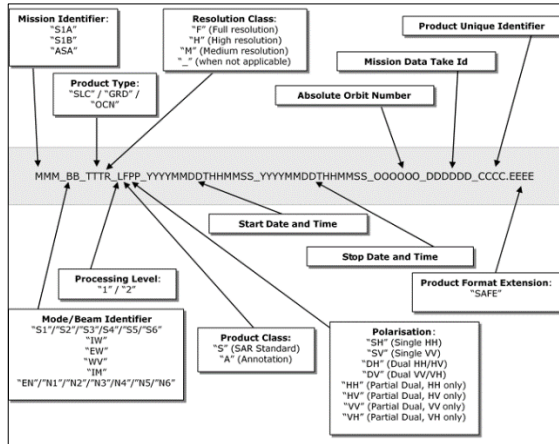 Mission Identifier:
"S1A"
"S1B"
"ASA"
Resolution Class:
"F" (Full resolution)
"H" (High resolution)
"M" (Medium resolution)
"_" (when not applicable)
Product Unique Identifier
Mission Data Take Id
Product Type:
"SLC" / "GRD" /
"OCN"
Absolute Orbit Number
MMM_BB_TTTR_LFPP_YYYYMMDDTHHMMSS_YYYYMMDDTHHMMSS_OOOOOO_DDDDDD_CCCC.EEEE
Start Date and Time
Stop Date and Time
Processing Level:
"1" / "2"
Product Format Extension:
"SAFE"
Mode/Beam Identifier
"S1"/"S2"/"S3"/"S4"/"S5"/"S6"
"IW"
"EW"
"WV"
"IM"
"EN"/"N1"/"N2"/"N3"/"N4"/"N5"/"N6"
Product Class:
"S" (SAR Standard)
"A" (Annotation)
Polarisation:
"SH" (Single HH)
"SV" (Single VV)
"DH" (Dual HH/HV)
"DV" (Dual VV/VH)
"HH" (Partial Dual, HH only)
"HV" (Partial Dual, HV only)
"VV" (Partial Dual, VV only)
"VH" (Partial Dual, VH only)